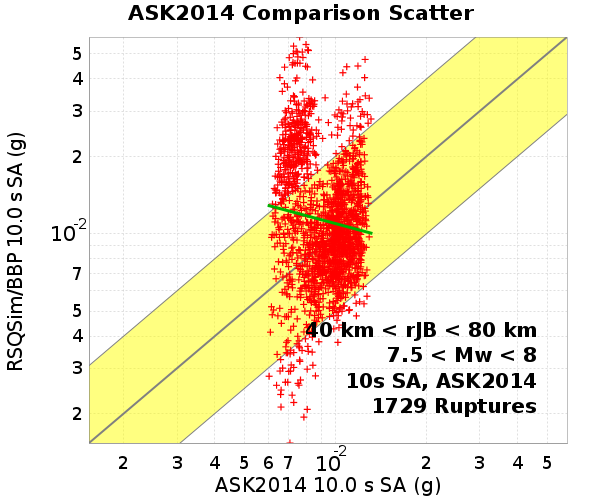 ASK2014 Comparison Scatter
RSQSim/BBP 10.0 s SA (g)
5
4
3
2
10-2
7
5
4
3
2
40 km < rJB < 80 km
7.5 < Mw < 8
10s SA, ASK2014
1729 Ruptures
2 3 4 5 6 7 10-2 2 3 4 5
ASK2014 10.0 s SA (g)